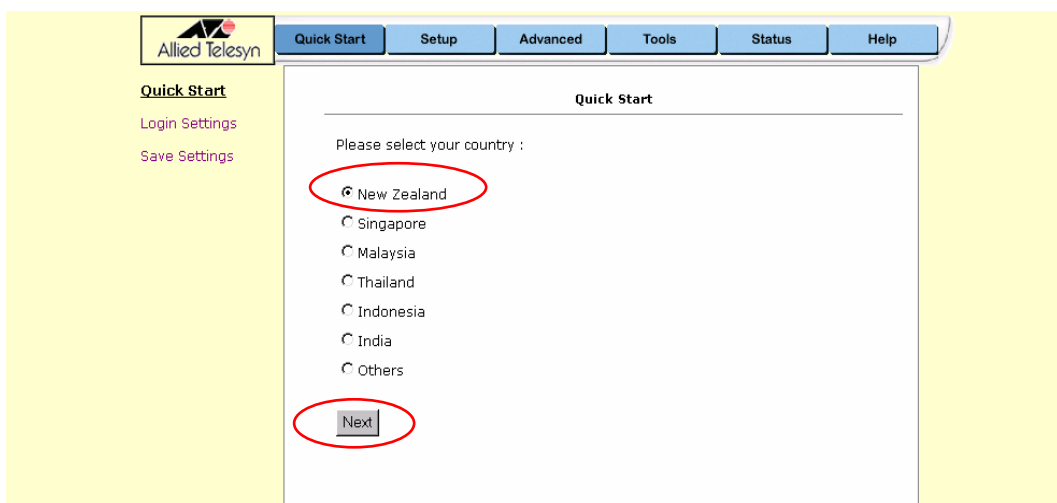 Allied Telesyn
Quick Start Setup Advanced Tools Status Help
Quick Start
Login Settings
Save Settings
Quick Start
Please select your country :
New Zealand
Singapore
Malaysia
Thailand
Indonesia
India
Others
Next